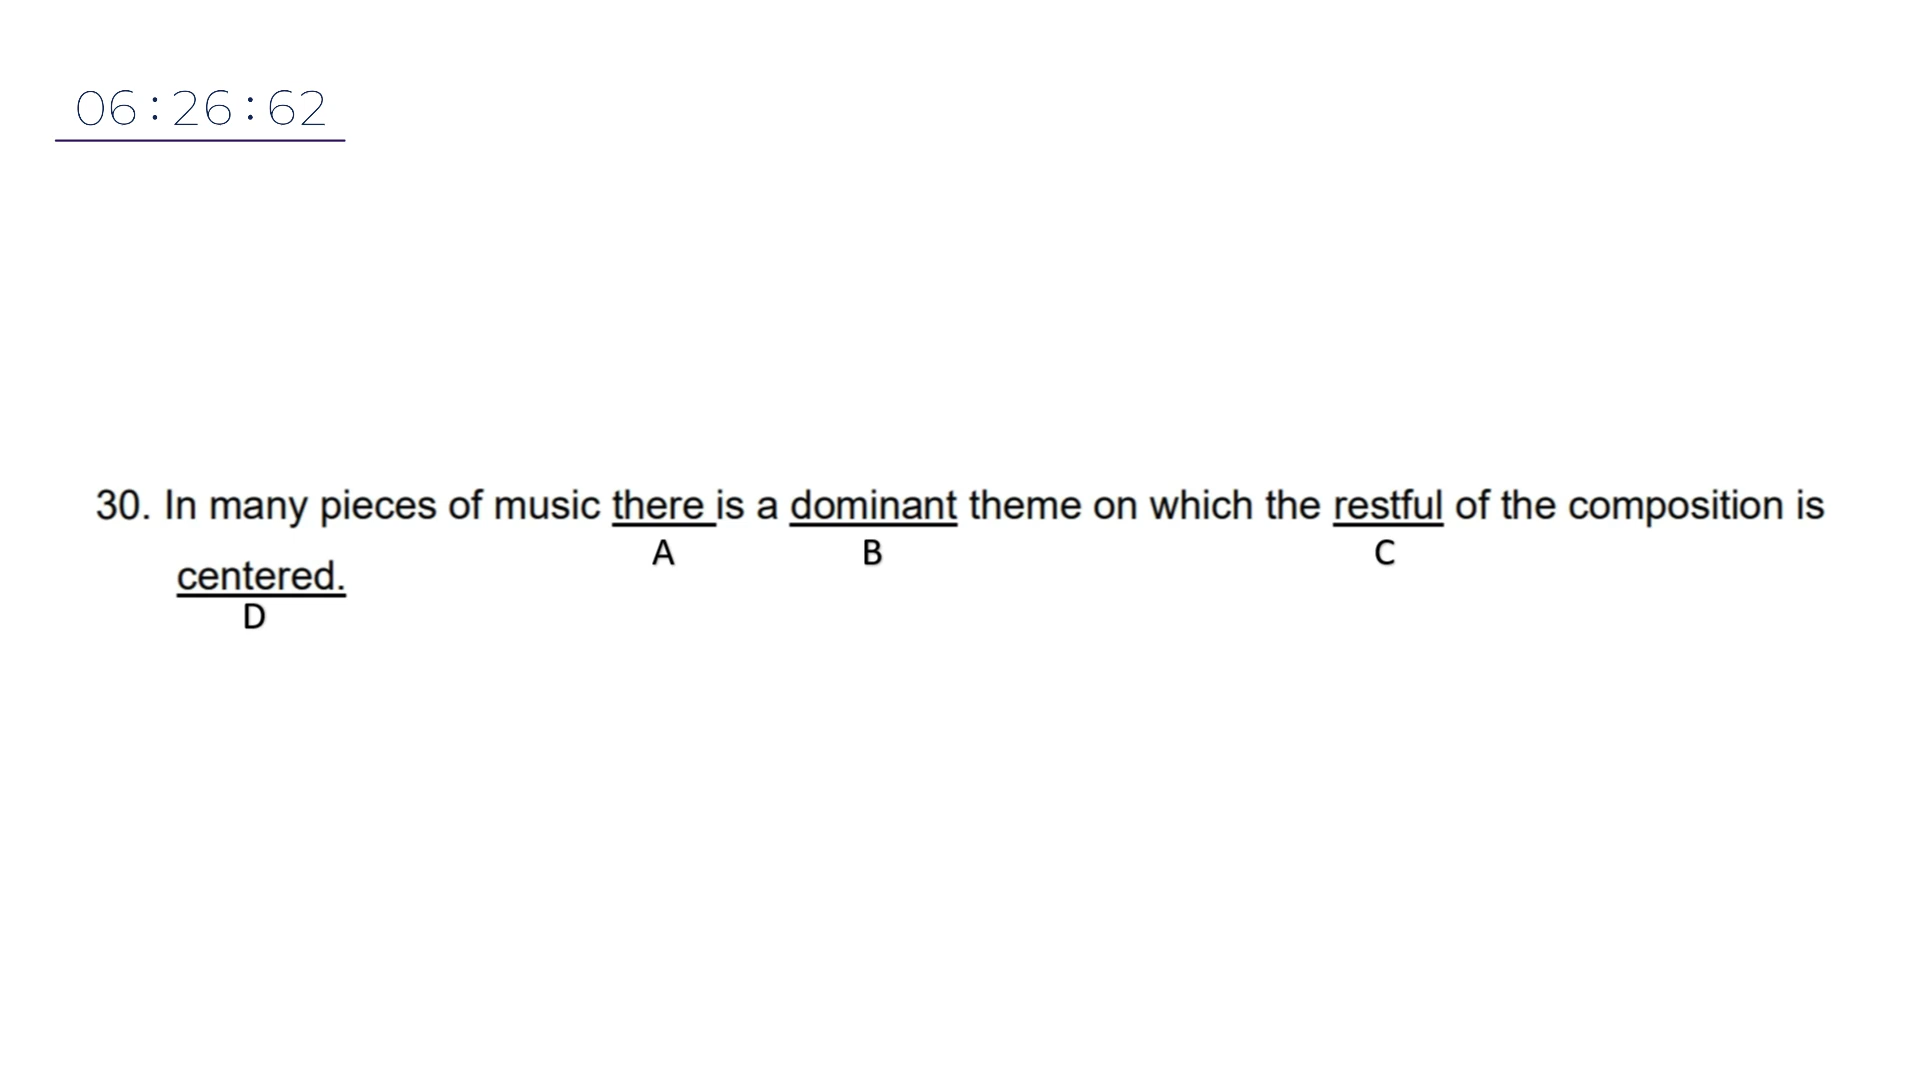 06:26:62
30. In many pieces of music there is a dominant theme on which the restful of the composition is
A B C
centered.
D